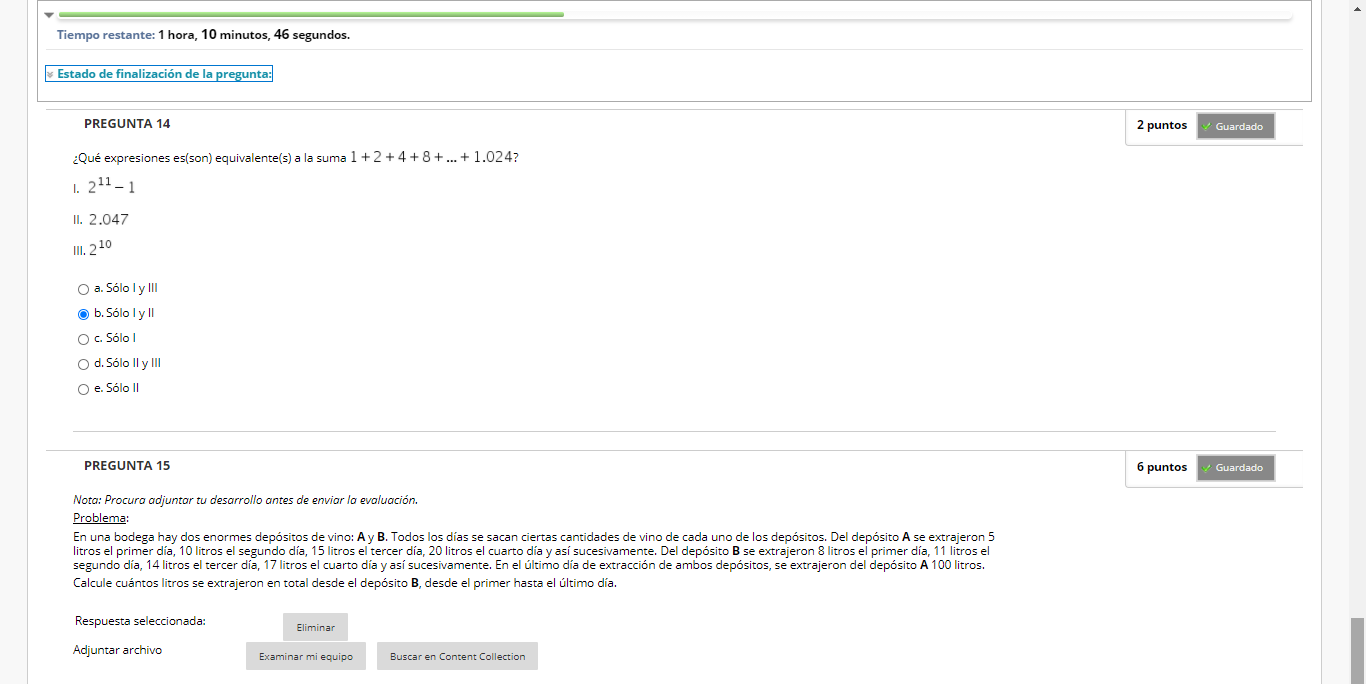 Tiempo restante: 1 hora, 10 minutos, 46 segundos.
Estado de finalización de la pregunta:
PREGUNTA 14
2 puntos
Guardado
¿Qué expresiones es(son) equivalente(s) a la suma 1 + 2 + 4 + 8 + ... + 1.024?
I. 2^11 − 1
II. 2.047
III. 2^10
a. Sólo I y III
b. Sólo I y II
c. Sólo I
d. Sólo II y III
e. Sólo II
PREGUNTA 15
6 puntos
Guardado
Nota: Procura adjuntar tu desarrollo antes de enviar la evaluación.
Problema:
En una bodega hay dos enormes depósitos de vino: A y B. Todos los días se sacan ciertas cantidades de vino de cada uno de los depósitos. Del depósito A se extrajeron 5
litros el primer día, 10 litros el segundo día, 15 litros el tercer día, 20 litros el cuarto día y así sucesivamente. Del depósito B se extrajeron 8 litros el primer día, 11 litros el
segundo día, 14 litros el tercer día, 17 litros el cuarto día y así sucesivamente. En el último día de extracción de ambos depósitos, se extrajeron del depósito A 100 litros.
Calcule cuántos litros se extrajeron en total desde el depósito B, desde el primer hasta el último día.
Respuesta seleccionada:
Eliminar
Adjuntar archivo
Examinar mi equipo
Buscar en Content Collection